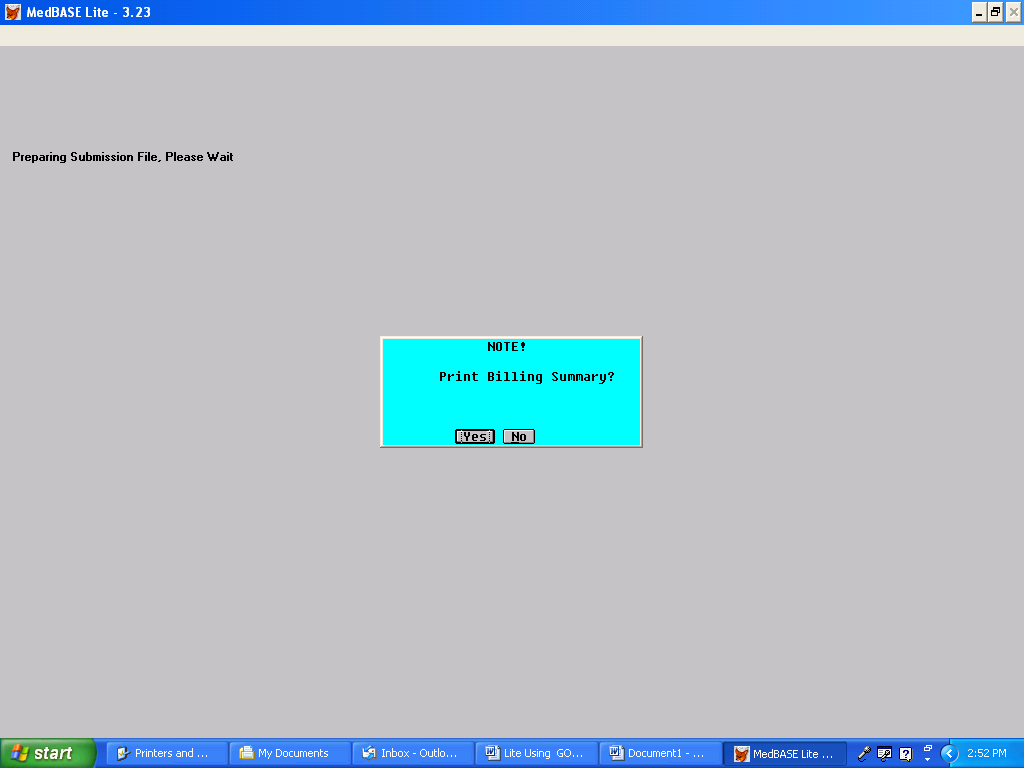 MedBASE Lite - 3.23
Preparing Submission File, Please Wait
NOTE!
Print Billing Summary?
Yes No
start Printers and ... My Documents Inbox - Outlo... Lite Using GO... Document1 - ... MedBASE Lite ... 2:52 PM